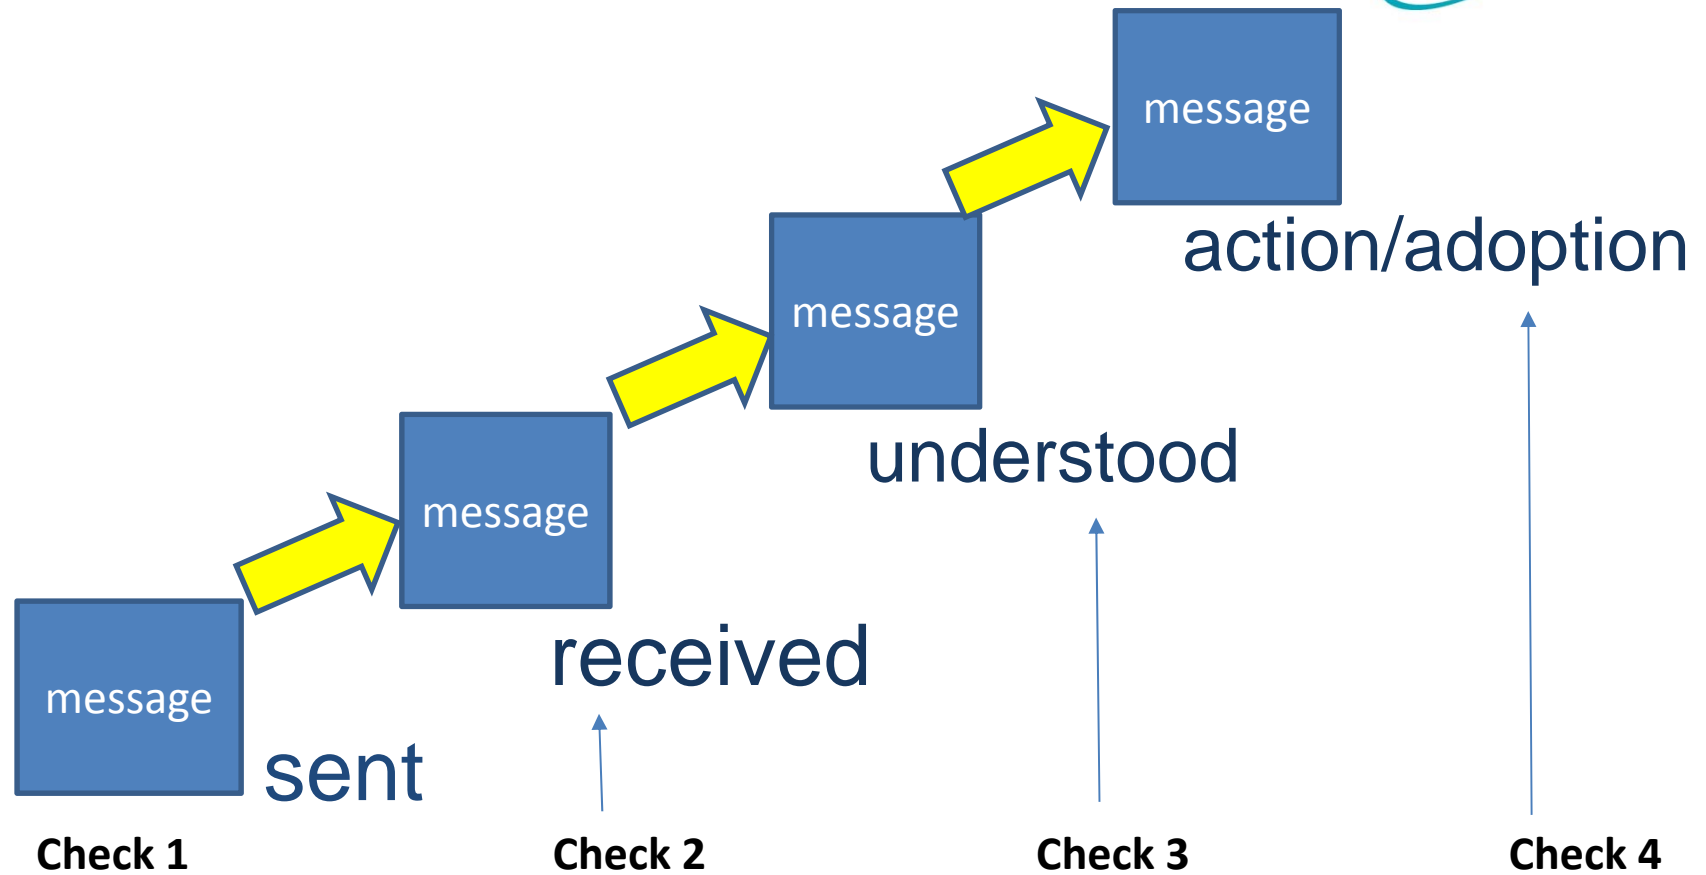 message
action/adoption
message
understood
message
received
message
sent
Check 1
Check 2
Check 3
Check 4